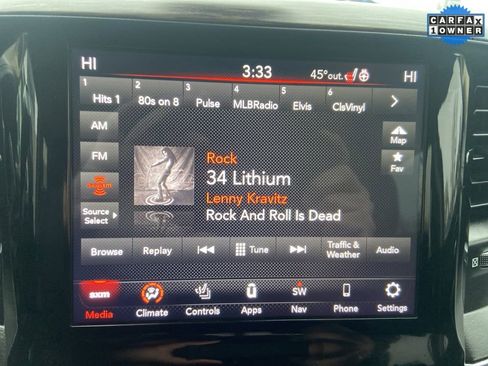 CARFAX
1 OWNER
HI 3:33 45°out. HI
1 2 3 4 5 6
Hits 1 80s on 8 Pulse MLBRadio Elvis ClsVinyl
AM
Map
FM
Fav
Rock
34 Lithium
Lenny Kravitz
Rock And Roll Is Dead
Source
Select
Browse Replay Tune Traffic & Weather Audio
sxm SW
Media Climate Controls Apps Nav Phone Settings